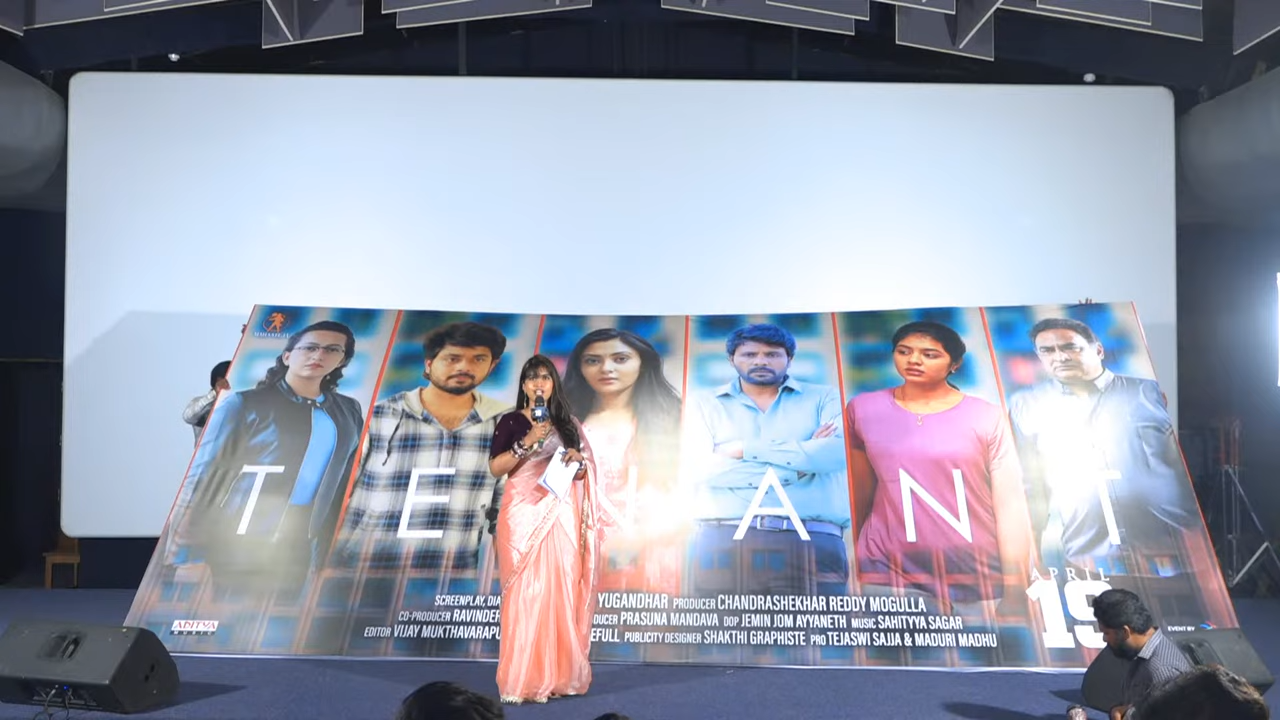 TENANT
APRIL
19
SCREENPLAY, DIA YUGANDHAR PRODUCER CHANDRASHEKHAR REDDY MOGULLA
CO-PRODUCER RAVINDER DUCER PRASUNA MANDAVA DOP JEMIN JOM AYYANETH MUSIC SAHITYYA SAGAR
EDITOR VIJAY MUKTHAVARAPU EFULL PUBLICITY DESIGNER SHAKTHI GRAPHISTE PRO TEJASWI SAJJA & MADURI MADHU
ADITYA
MUSIC
EVENT BY